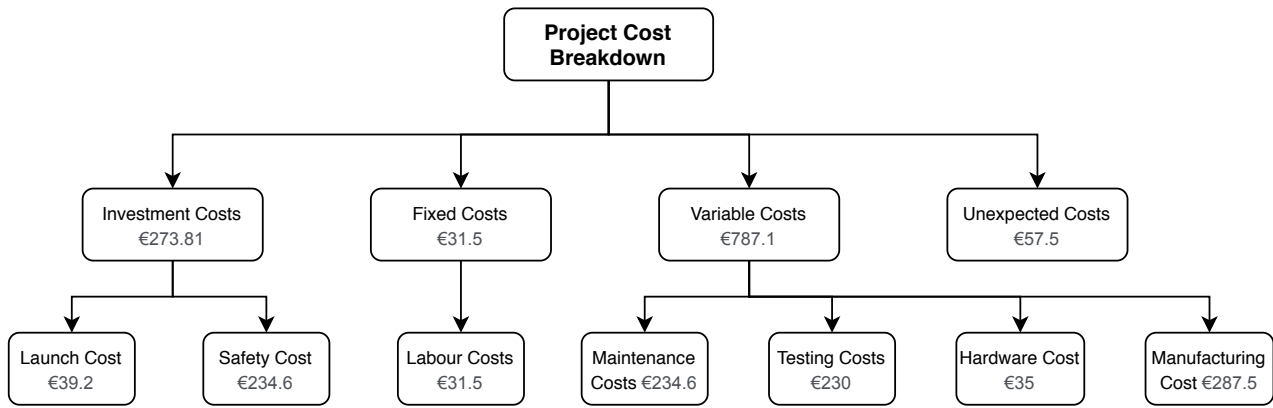 Project Cost
Breakdown
Investment Costs
€273.81
Fixed Costs
€31.5
Variable Costs
€787.1
Unexpected Costs
€57.5
Launch Cost
€39.2
Safety Cost
€234.6
Labour Costs
€31.5
Maintenance
Costs €234.6
Testing Costs
€230
Hardware Cost
€35
Manufacturing
Cost €287.5